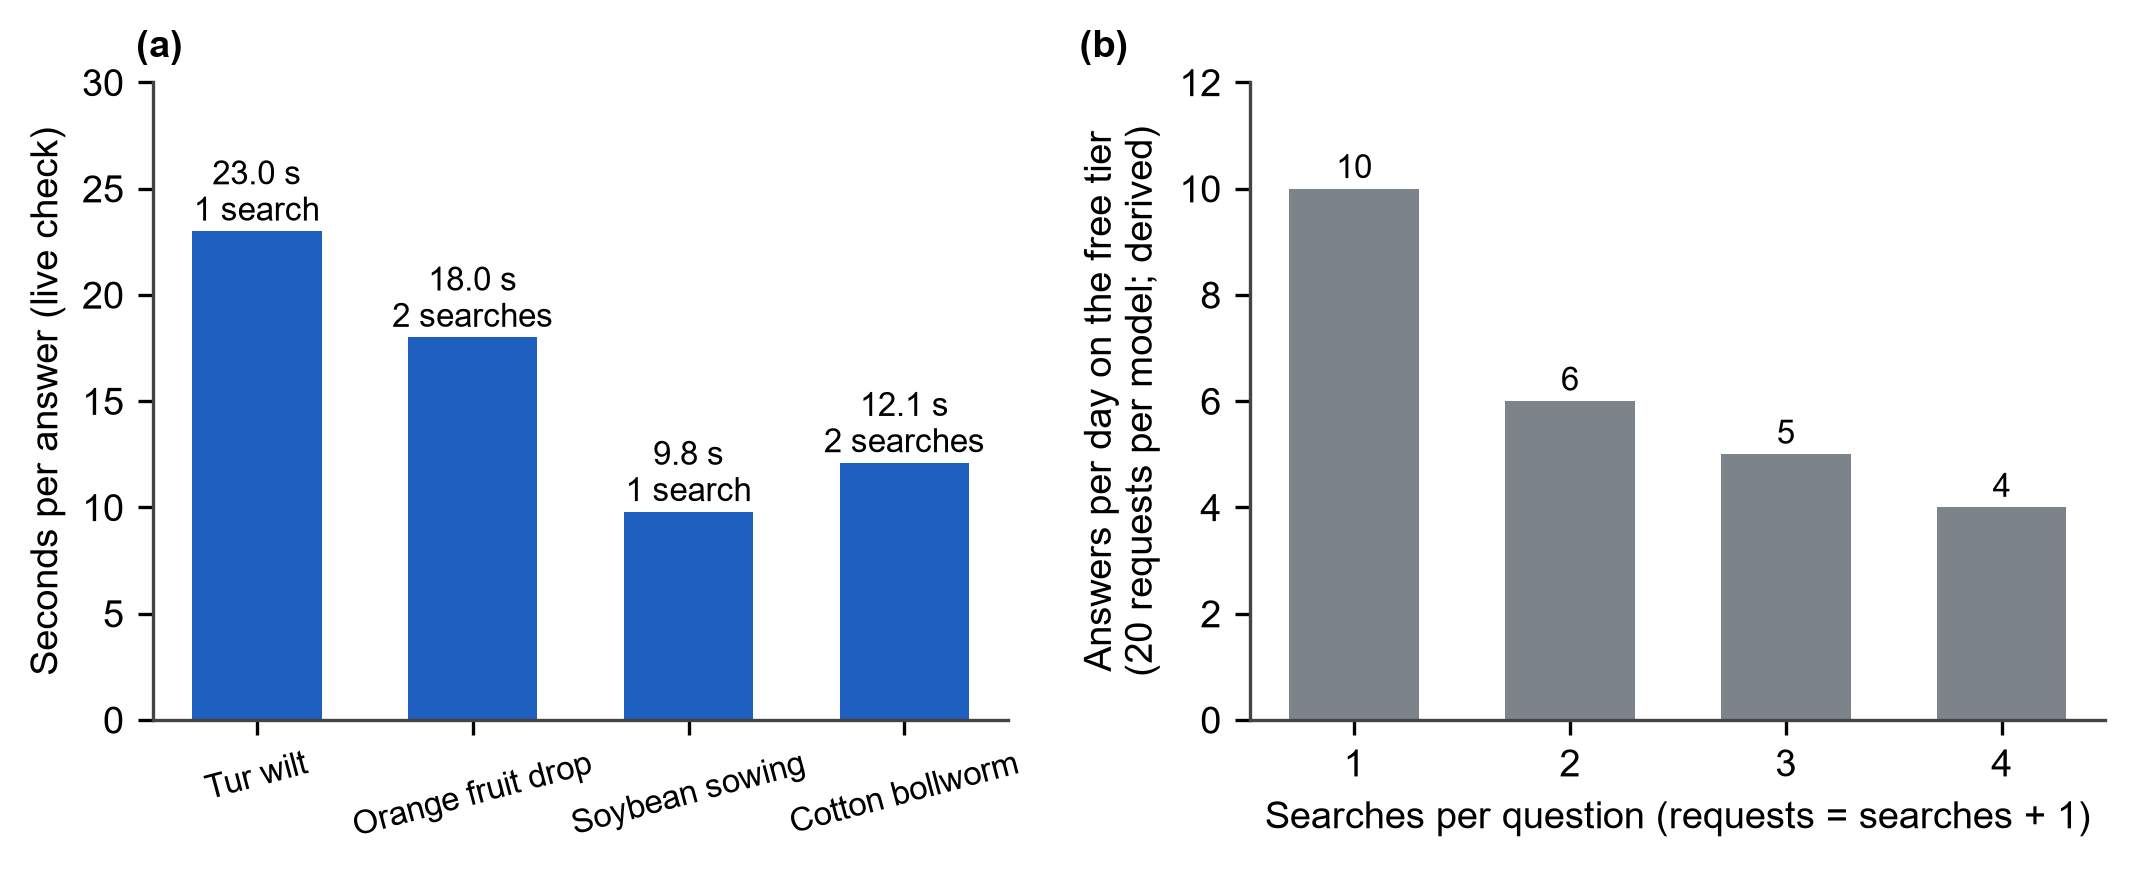 (a)
Seconds per answer (live check)
30
25
20
15
10
5
0
23.0 s
1 search
18.0 s
2 searches
9.8 s
1 search
12.1 s
2 searches
Tur wilt
Orange fruit drop
Soybean sowing
Cotton bollworm
(b)
Answers per day on the free tier
(20 requests per model; derived)
12
10
8
6
4
2
0
10
6
5
4
1
2
3
4
Searches per question (requests = searches + 1)